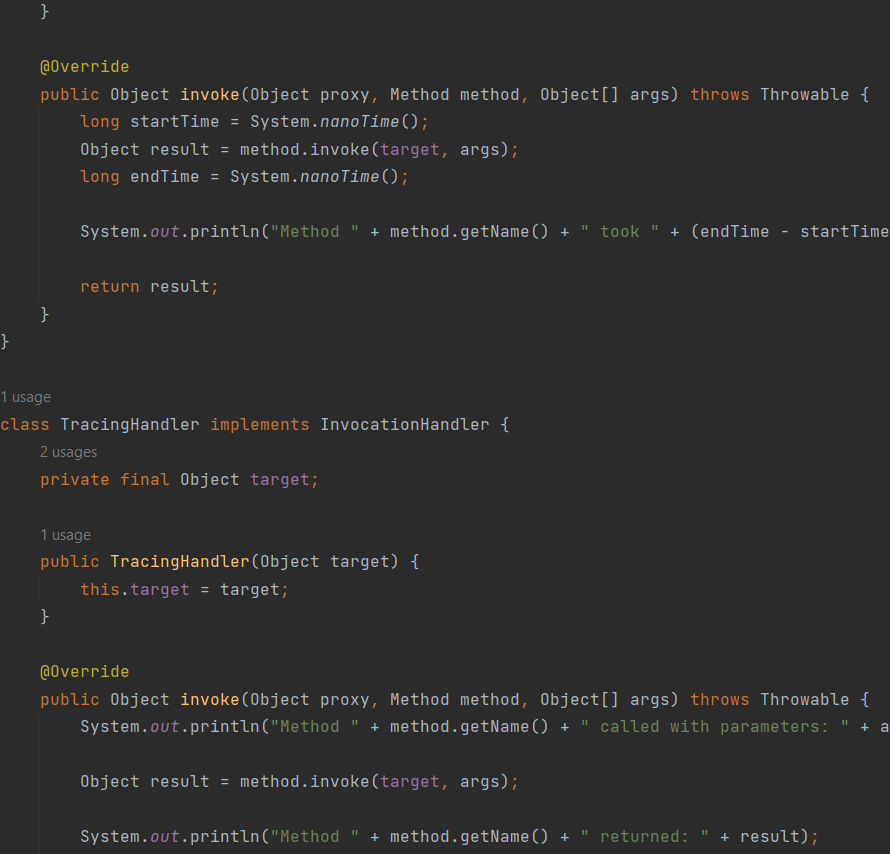 }

    @Override
    public Object invoke(Object proxy, Method method, Object[] args) throws Throwable {
        long startTime = System.nanoTime();
        Object result = method.invoke(target, args);
        long endTime = System.nanoTime();

        System.out.println("Method " + method.getName() + " took " + (endTime - startTime

        return result;
    }
}

1 usage
class TracingHandler implements InvocationHandler {
    2 usages
    private final Object target;

    1 usage
    public TracingHandler(Object target) {
        this.target = target;
    }

    @Override
    public Object invoke(Object proxy, Method method, Object[] args) throws Throwable {
        System.out.println("Method " + method.getName() + " called with parameters: " + a

        Object result = method.invoke(target, args);

        System.out.println("Method " + method.getName() + " returned: " + result);